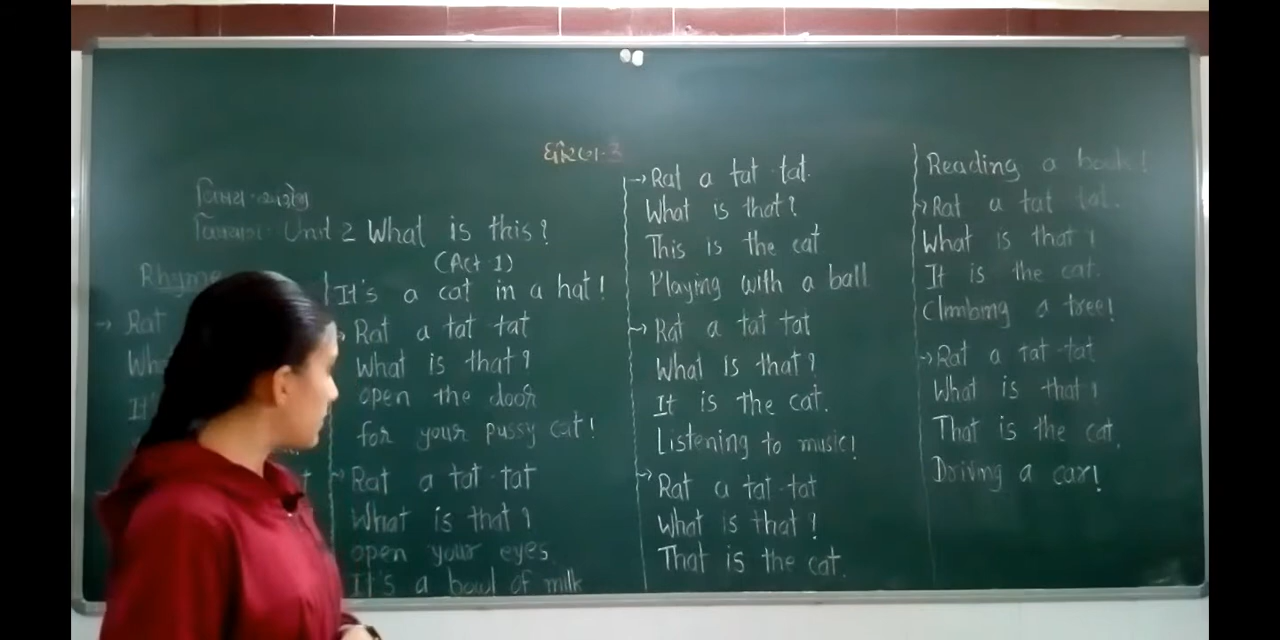 ધોરણ-3
વિષય-અંગ્રેજી
વિભાગ- Unit 2 What is this?
(Act-1)
Rhyme
→ Rat
It's
It's a cat in a hat!
→ Rat a tat tat
What is that?
open the door
for your pussy cat!
→ Rat a tat-tat
What is that?
open your eyes
It's a bowl of milk
→ Rat a tat tat.
What is that?
This is the cat
Playing with a ball
→ Rat a tat tat
What is that?
It is the cat.
Listening to music!
→ Rat a tat-tat
What is that?
That is the cat.
Reading a book!
→ Rat a tat tat.
What is that?
It is the cat.
Climbing a tree!
→ Rat a tat-tat
What is that?
That is the cat.
Driving a car!